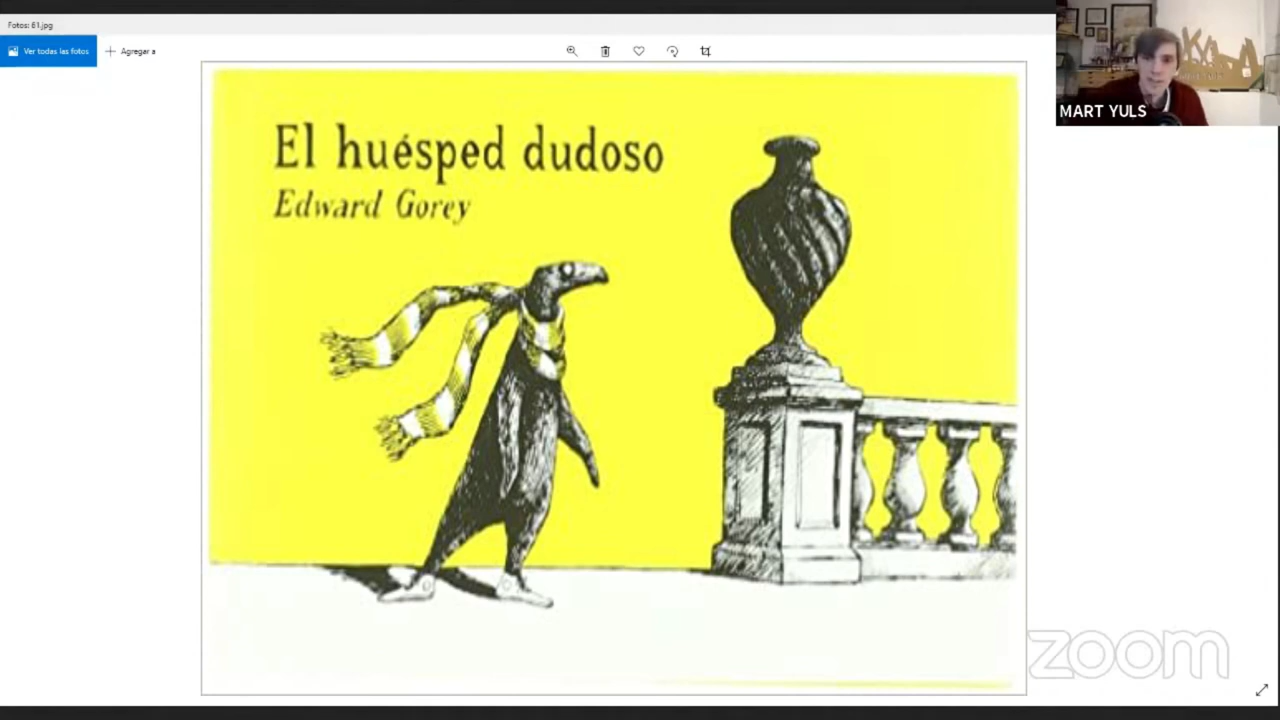 Fotos: 61.jpg
Ver todas las fotos
Agregar a
MART YULS
El huésped dudoso
Edward Gorey
zoom